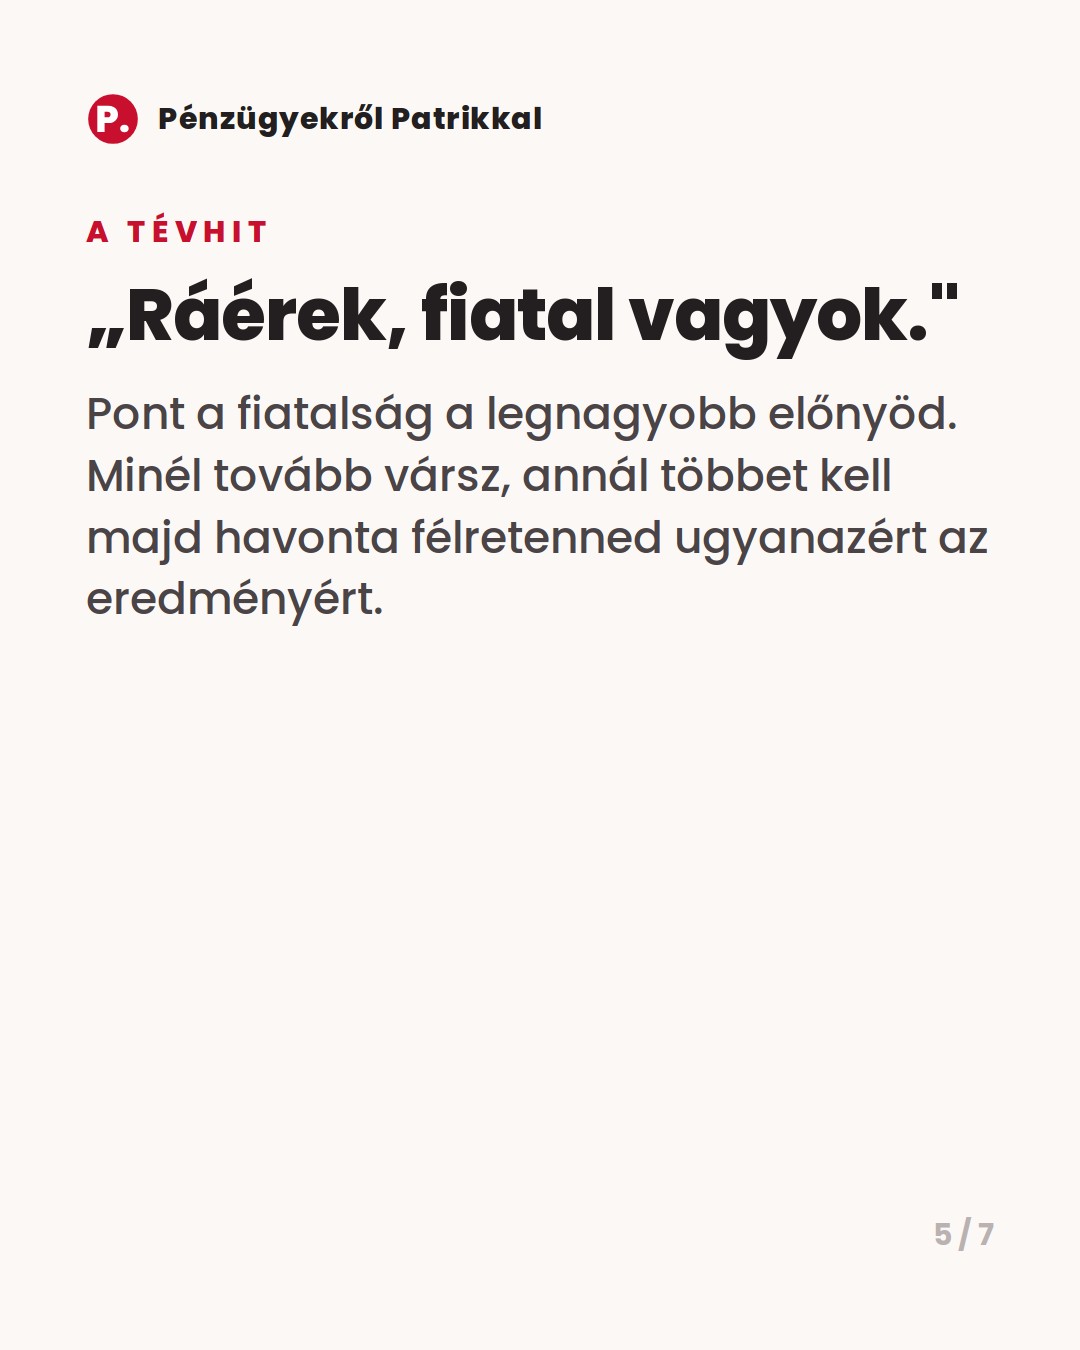 P.
Pénzügyekről Patrikkal
A TÉVHIT
„Ráérek, fiatal vagyok."
Pont a fiatalság a legnagyobb előnyöd.
Minél tovább vársz, annál többet kell
majd havonta félretenned ugyanazért az
eredményért.
5 / 7